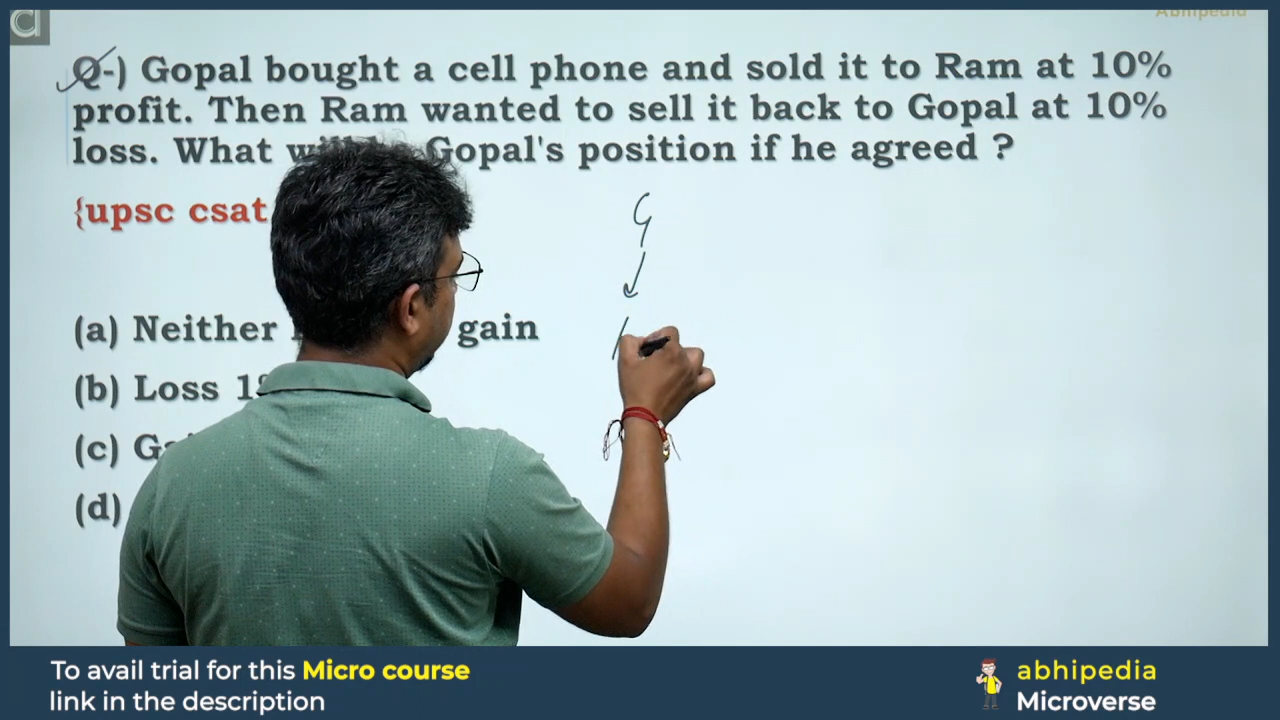 Abhipedia
Q-) Gopal bought a cell phone and sold it to Ram at 10%
profit. Then Ram wanted to sell it back to Gopal at 10%
loss. What Gopal's position if he agreed ?
{upsc csat
G
(a) Neither gain
(b) Loss
(c)
(d)
To avail trial for this Micro course
link in the description
abhipedia
Microverse